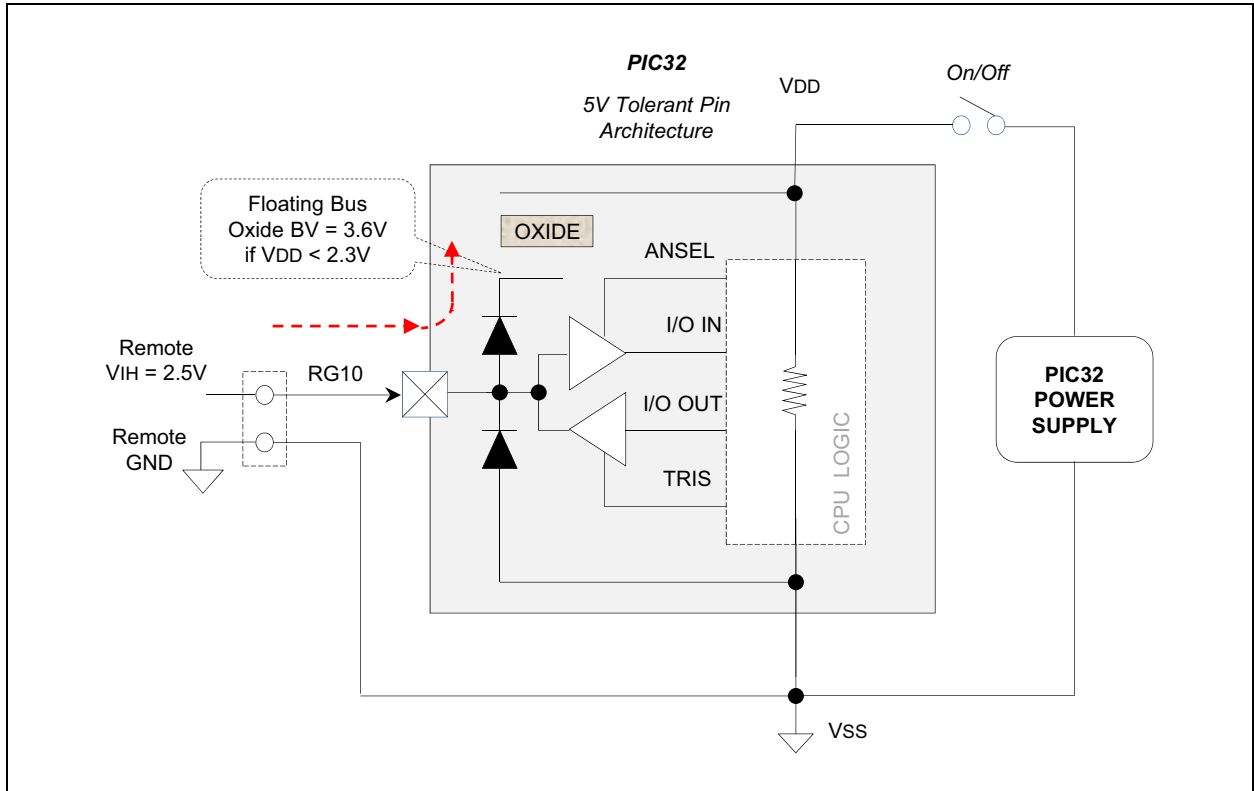 PIC32
5V Tolerant Pin
Architecture
VDD
On/Off
Floating Bus
Oxide BV = 3.6V
if VDD < 2.3V
OXIDE
ANSEL
I/O IN
I/O OUT
TRIS
CPU LOGIC
Remote
VIH = 2.5V
RG10
Remote
GND
PIC32
POWER
SUPPLY
VSS